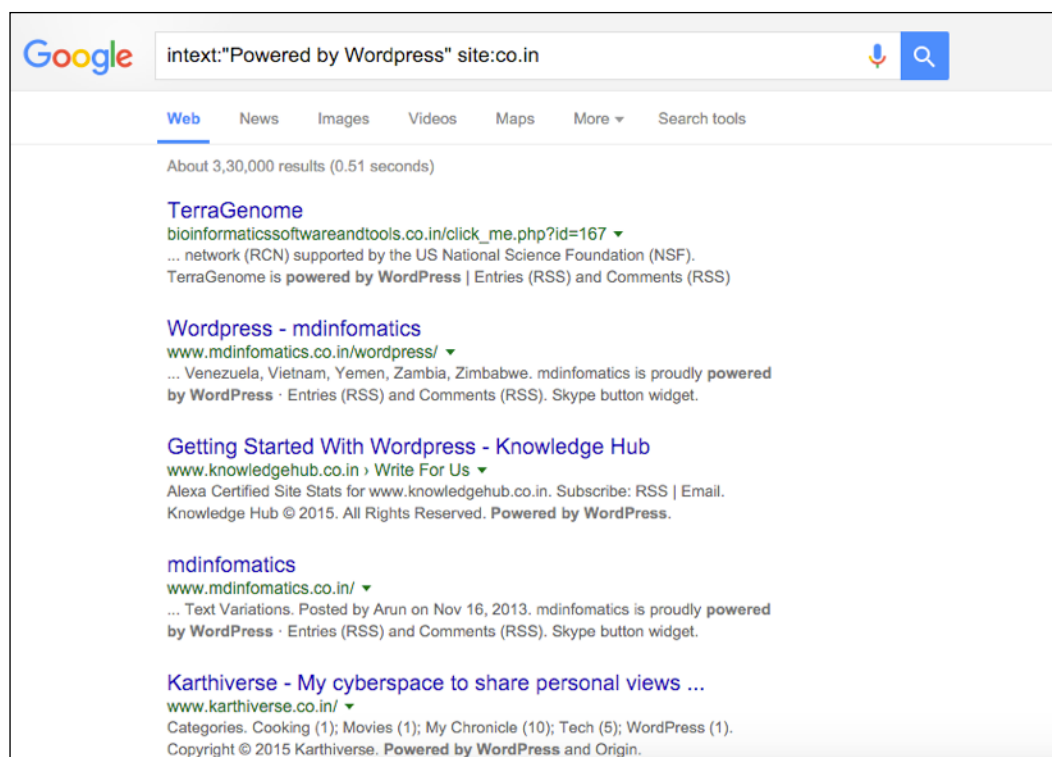 Google
intext:"Powered by Wordpress" site:co.in
Web News Images Videos Maps More Search tools
About 3,30,000 results (0.51 seconds)
TerraGenome
bioinformaticssoftwareandtools.co.in/click_me.php?id=167
... network (RCN) supported by the US National Science Foundation (NSF).
TerraGenome is powered by WordPress | Entries (RSS) and Comments (RSS)
Wordpress - mdinfomatics
www.mdinfomatics.co.in/wordpress/
... Venezuela, Vietnam, Yemen, Zambia, Zimbabwe. mdinfomatics is proudly powered
by WordPress · Entries (RSS) and Comments (RSS). Skype button widget.
Getting Started With Wordpress - Knowledge Hub
www.knowledgehub.co.in › Write For Us
Alexa Certified Site Stats for www.knowledgehub.co.in. Subscribe: RSS | Email.
Knowledge Hub © 2015. All Rights Reserved. Powered by WordPress.
mdinfomatics
www.mdinfomatics.co.in/
... Text Variations. Posted by Arun on Nov 16, 2013. mdinfomatics is proudly powered
by WordPress · Entries (RSS) and Comments (RSS). Skype button widget.
Karthiverse - My cyberspace to share personal views ...
www.karthiverse.co.in/
Categories. Cooking (1); Movies (1); My Chronicle (10); Tech (5); WordPress (1).
Copyright © 2015 Karthiverse. Powered by WordPress and Origin.